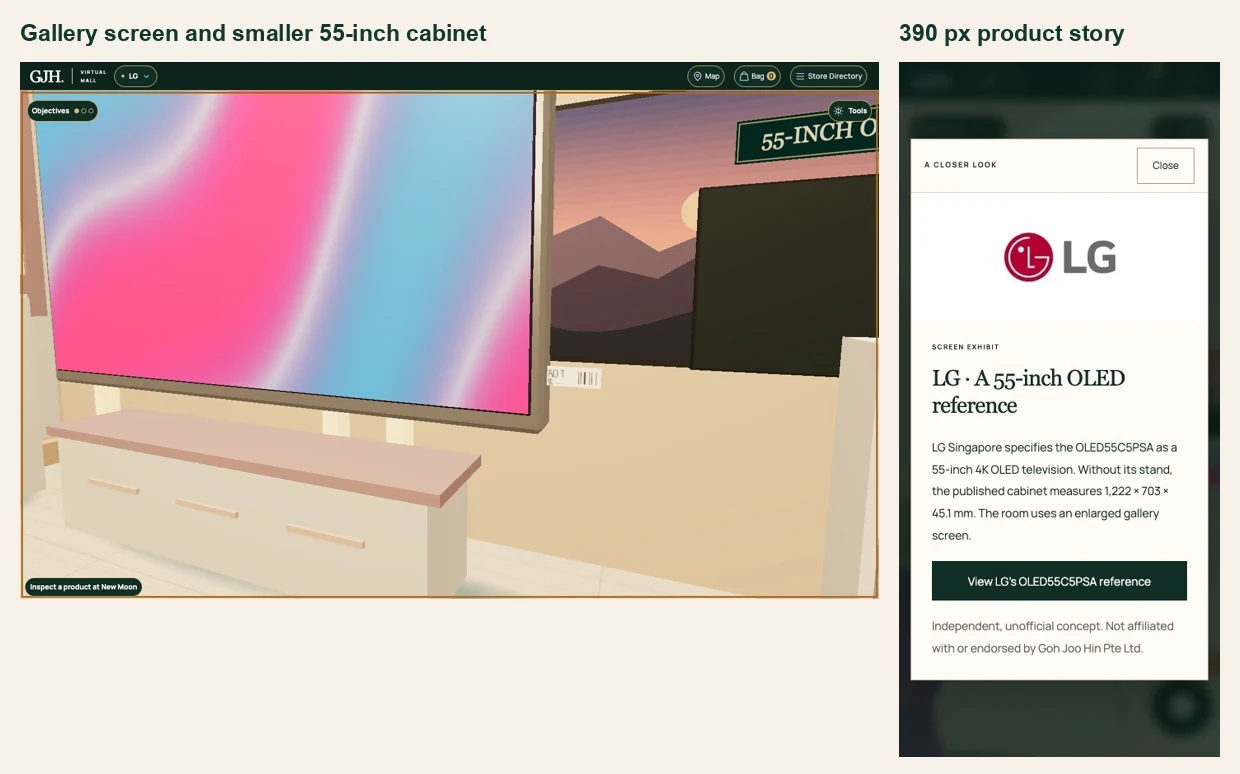 Gallery screen and smaller 55-inch cabinet
390 px product story
GJH.
VIRTUAL
MALL
LG
Map
Bag 0
Store Directory
Objectives
Tools
55-INCH O
Inspect a product at New Moon
A CLOSER LOOK
Close
LG
SCREEN EXHIBIT
LG · A 55-inch OLED
reference
LG Singapore specifies the OLED55C5PSA as a
55-inch 4K OLED television. Without its stand,
the published cabinet measures 1,222 × 703 ×
45.1 mm. The room uses an enlarged gallery
screen.
View LG's OLED55C5PSA reference
Independent, unofficial concept. Not affiliated
with or endorsed by Goh Joo Hin Pte Ltd.